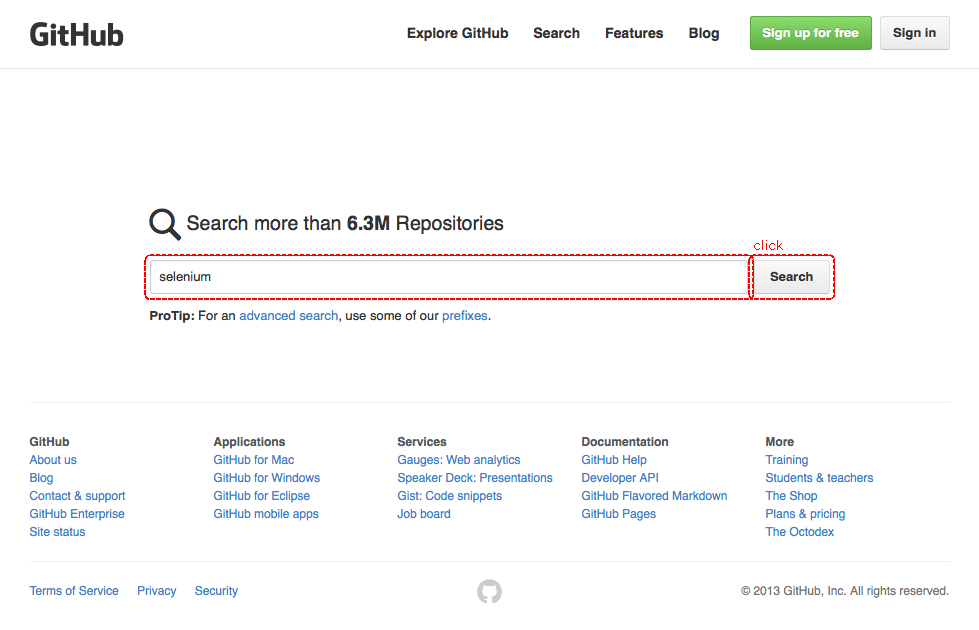 GitHub Explore GitHub Search Features Blog Sign up for free Sign in
Search more than 6.3M Repositories
click
selenium Search
ProTip: For an advanced search, use some of our prefixes.
GitHub Applications Services Documentation More
About us GitHub for Mac Gauges: Web analytics GitHub Help Training
Blog GitHub for Windows Speaker Deck: Presentations Developer API Students & teachers
Contact & support GitHub for Eclipse Gist: Code snippets GitHub Flavored Markdown The Shop
GitHub Enterprise GitHub mobile apps Job board GitHub Pages Plans & pricing
Site status The Octodex
Terms of Service Privacy Security © 2013 GitHub, Inc. All rights reserved.